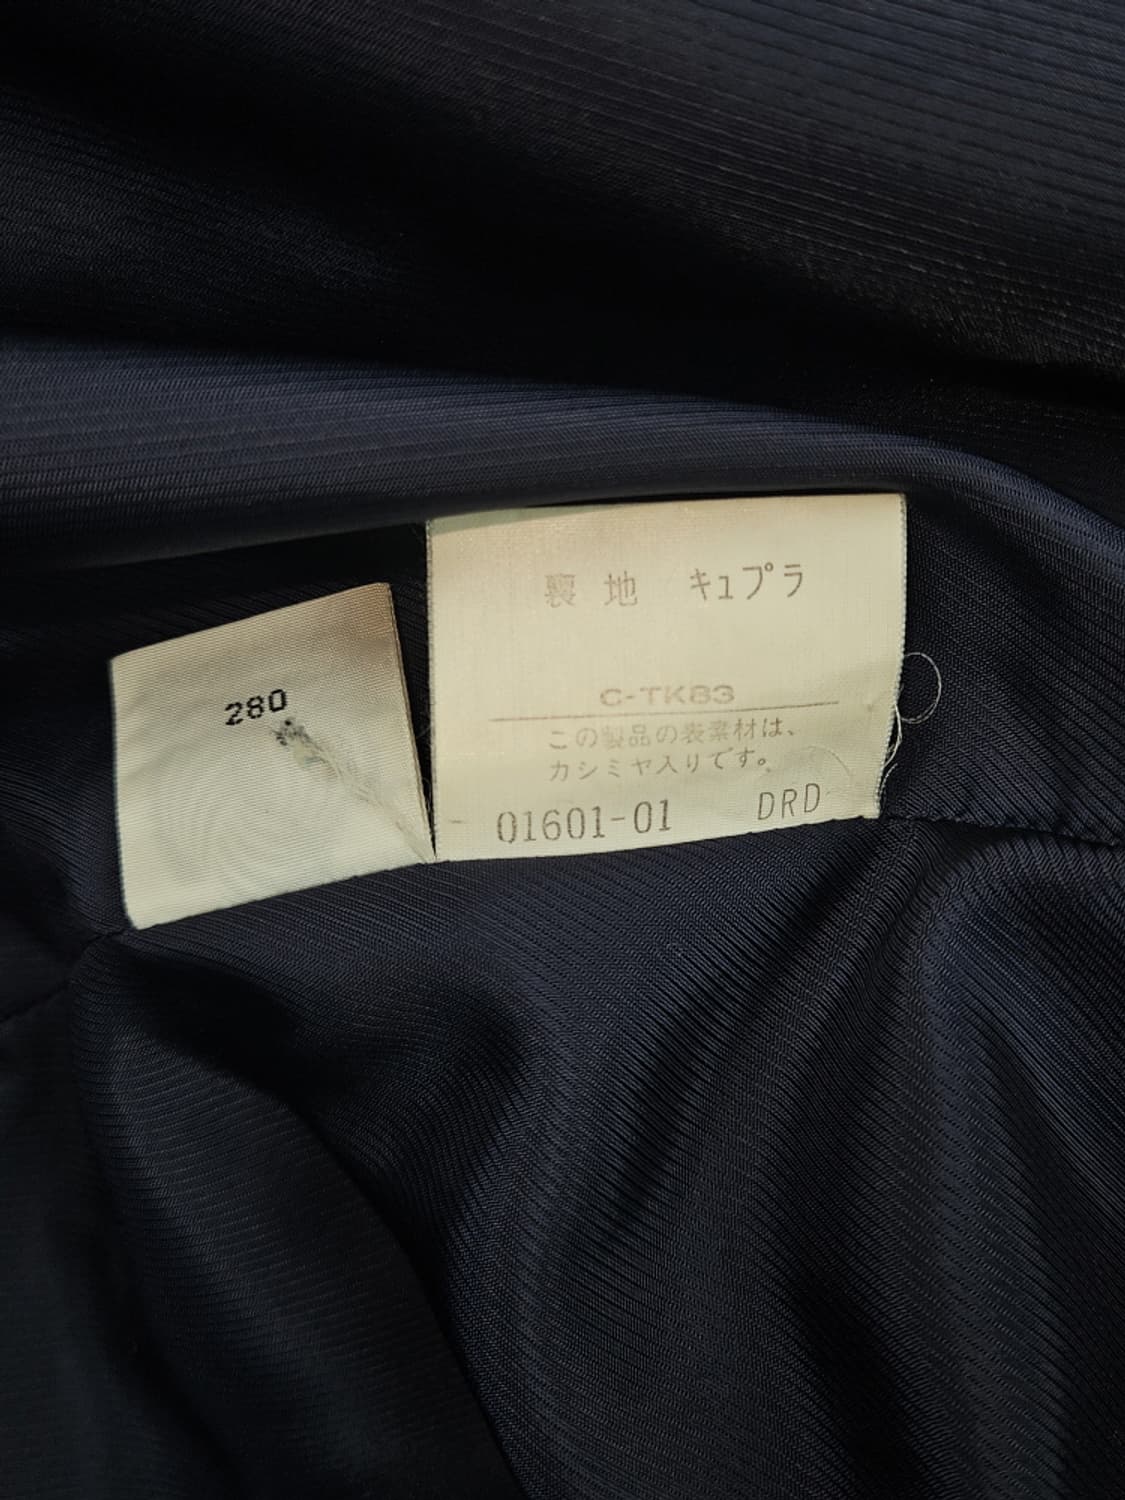 280
裏地 キュプラ
C-TK83
この製品の表素材は、
カシミヤ入りです。
01601-01 DRD